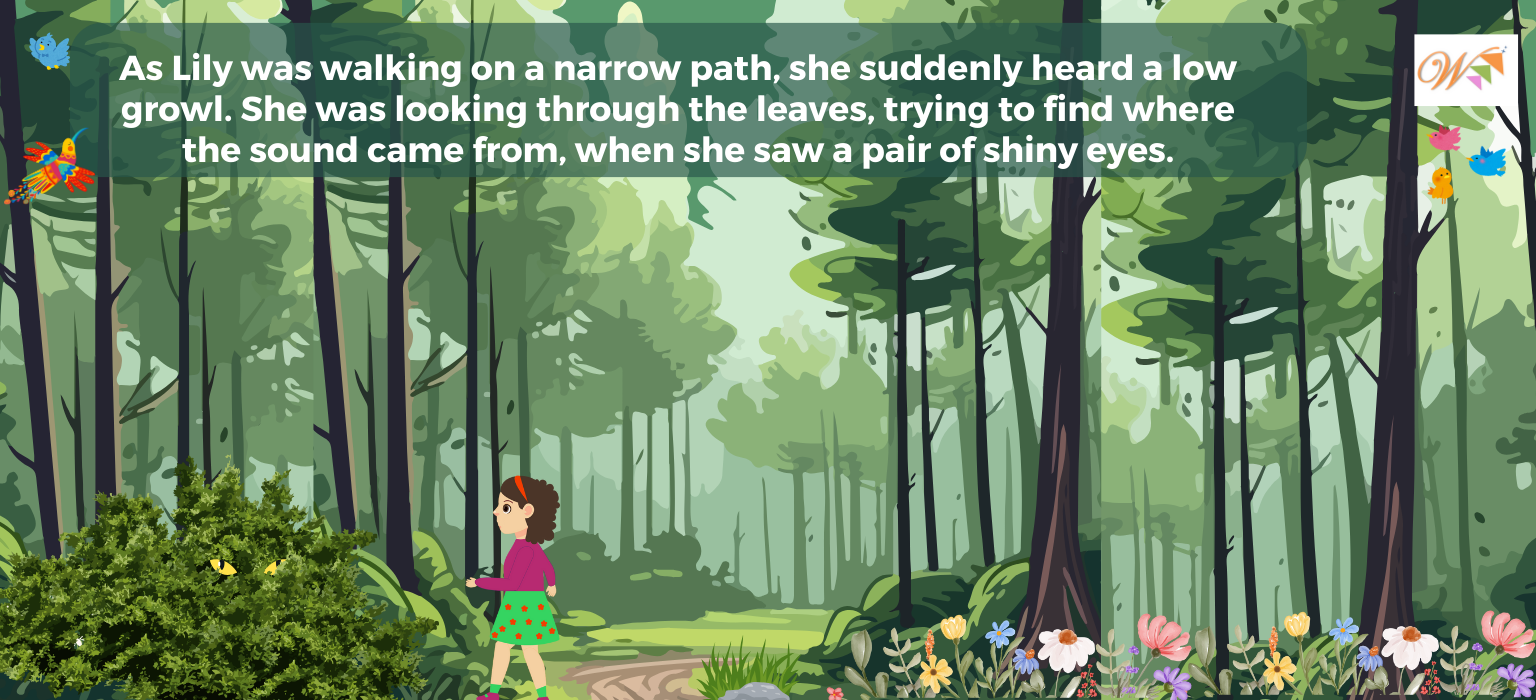 As Lily was walking on a narrow path, she suddenly heard a low
growl. She was looking through the leaves, trying to find where
the sound came from, when she saw a pair of shiny eyes.
W